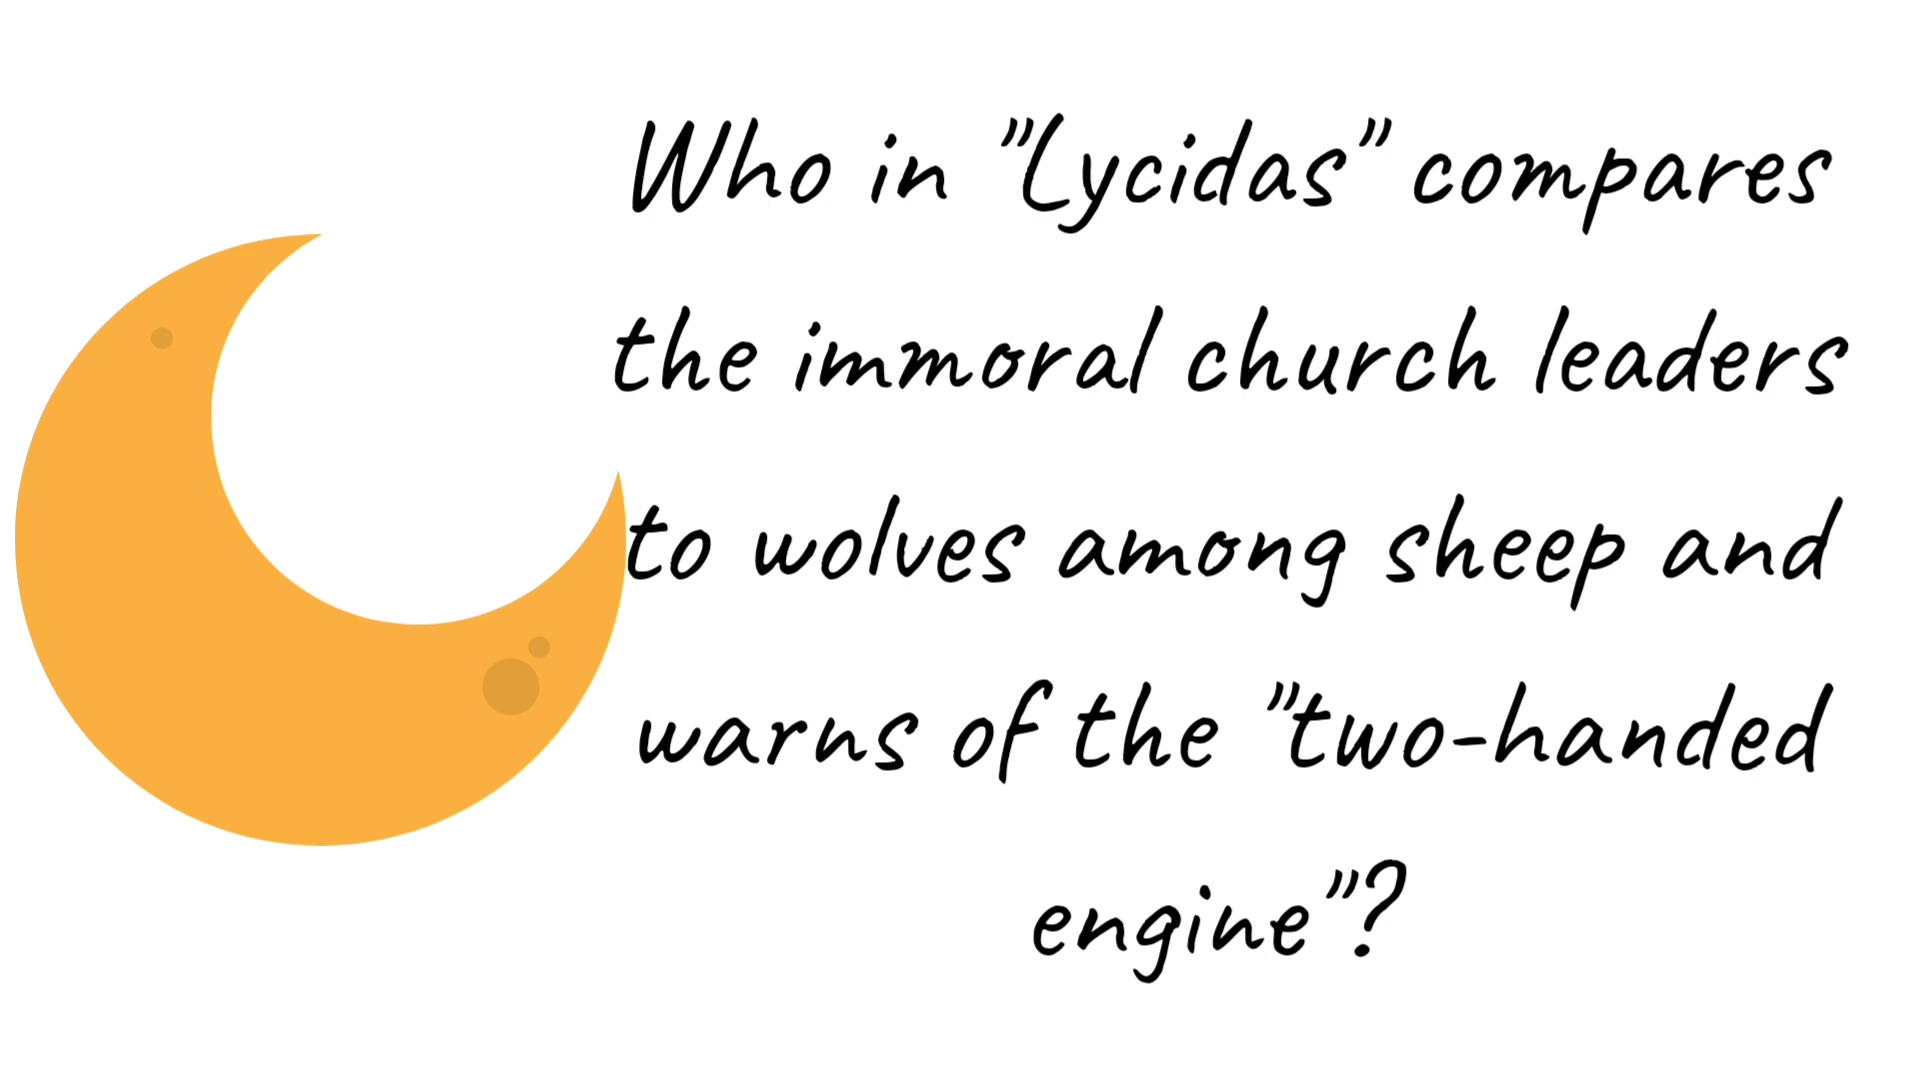 Who in "Lycidas" compares
the immoral church leaders
to wolves among sheep and
warns of the "two-handed
engine"?